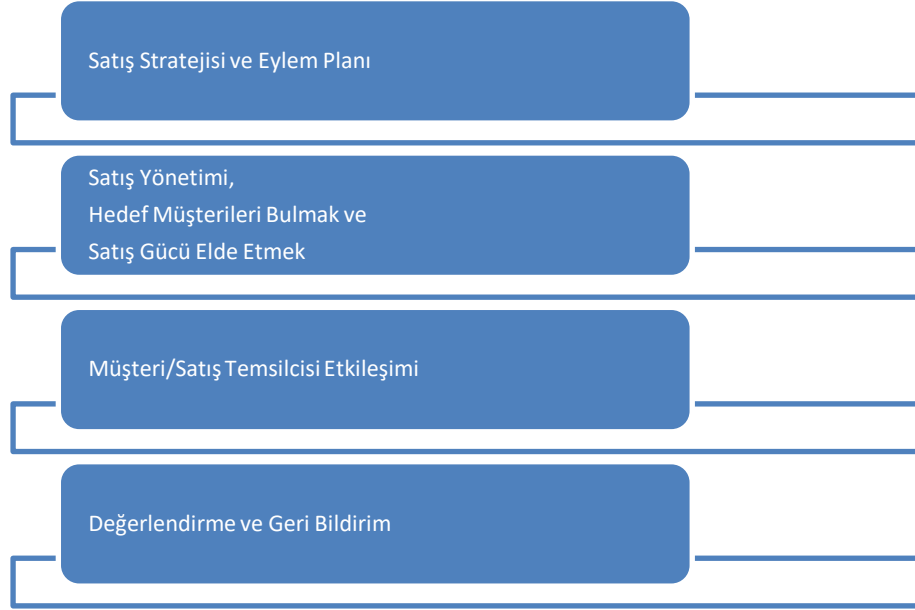 Satış Stratejisi ve Eylem Planı
Satış Yönetimi,
Hedef Müşterileri Bulmak ve
Satış Gücü Elde Etmek
Müşteri/Satış Temsilcisi Etkileşimi
Değerlendirme ve Geri Bildirim